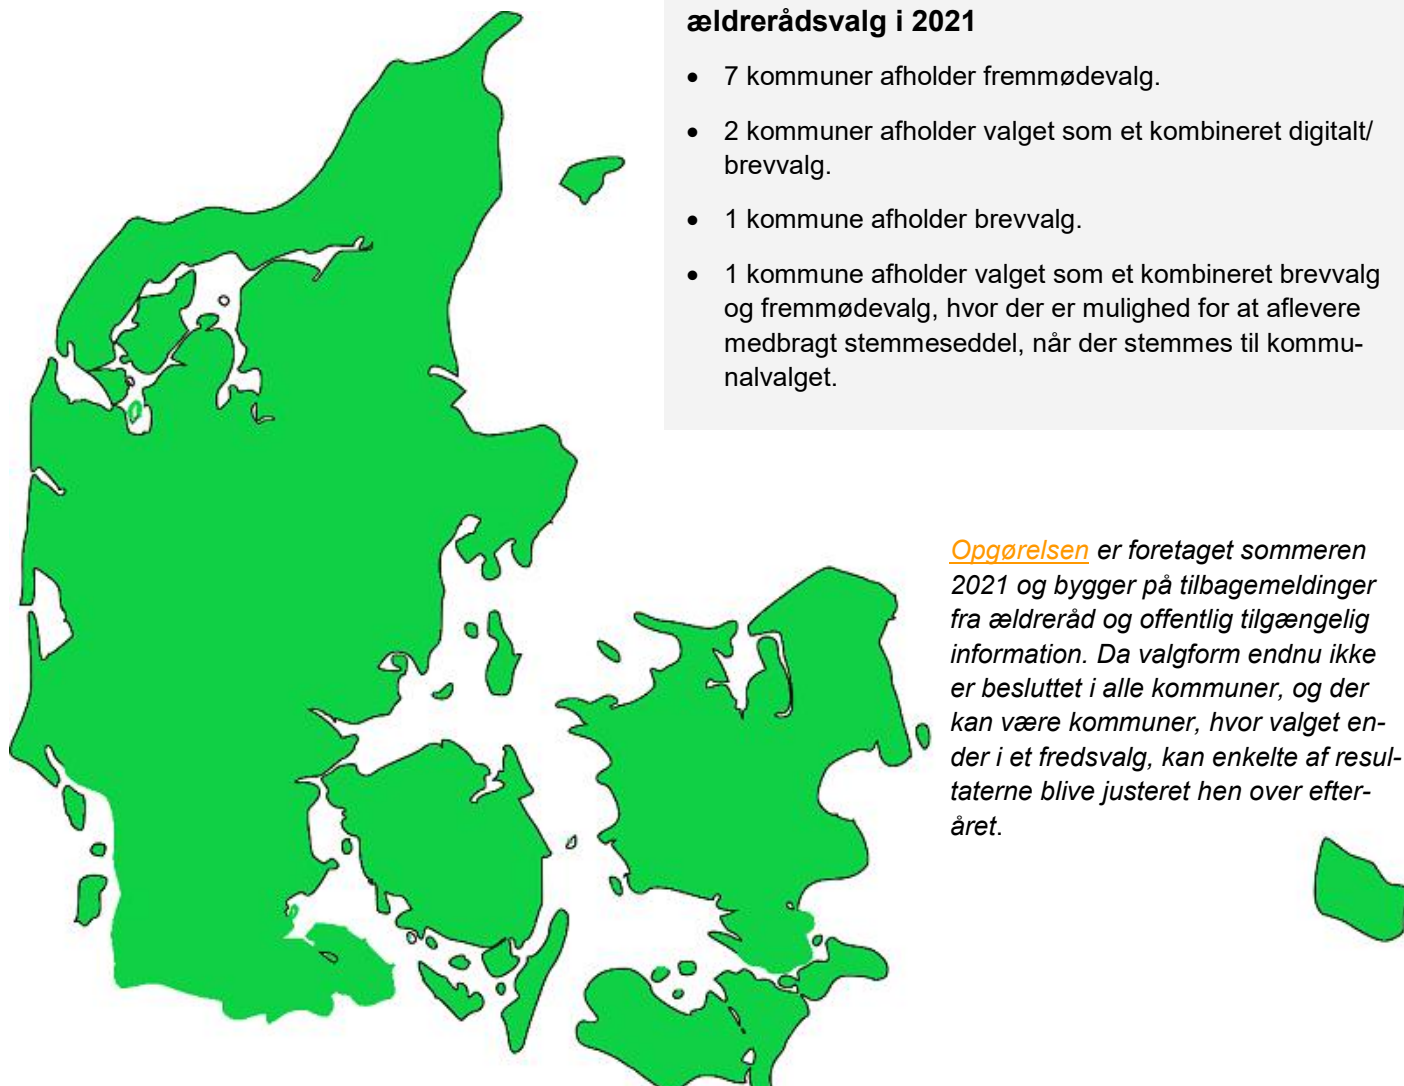 ældrerådsvalg i 2021
• 7 kommuner afholder fremmødevalg.
• 2 kommuner afholder valget som et kombineret digitalt/
brevvalg.
• 1 kommune afholder brevvalg.
• 1 kommune afholder valget som et kombineret brevvalg
og fremmødevalg, hvor der er mulighed for at aflevere
medbragt stemmeseddel, når der stemmes til kommu-
nalvalget.
Opgørelsen er foretaget sommeren
2021 og bygger på tilbagemeldinger
fra ældreråd og offentlig tilgængelig
information. Da valgform endnu ikke
er besluttet i alle kommuner, og der
kan være kommuner, hvor valget en-
der i et fredsvalg, kan enkelte af resul-
taterne blive justeret hen over efter-
året.